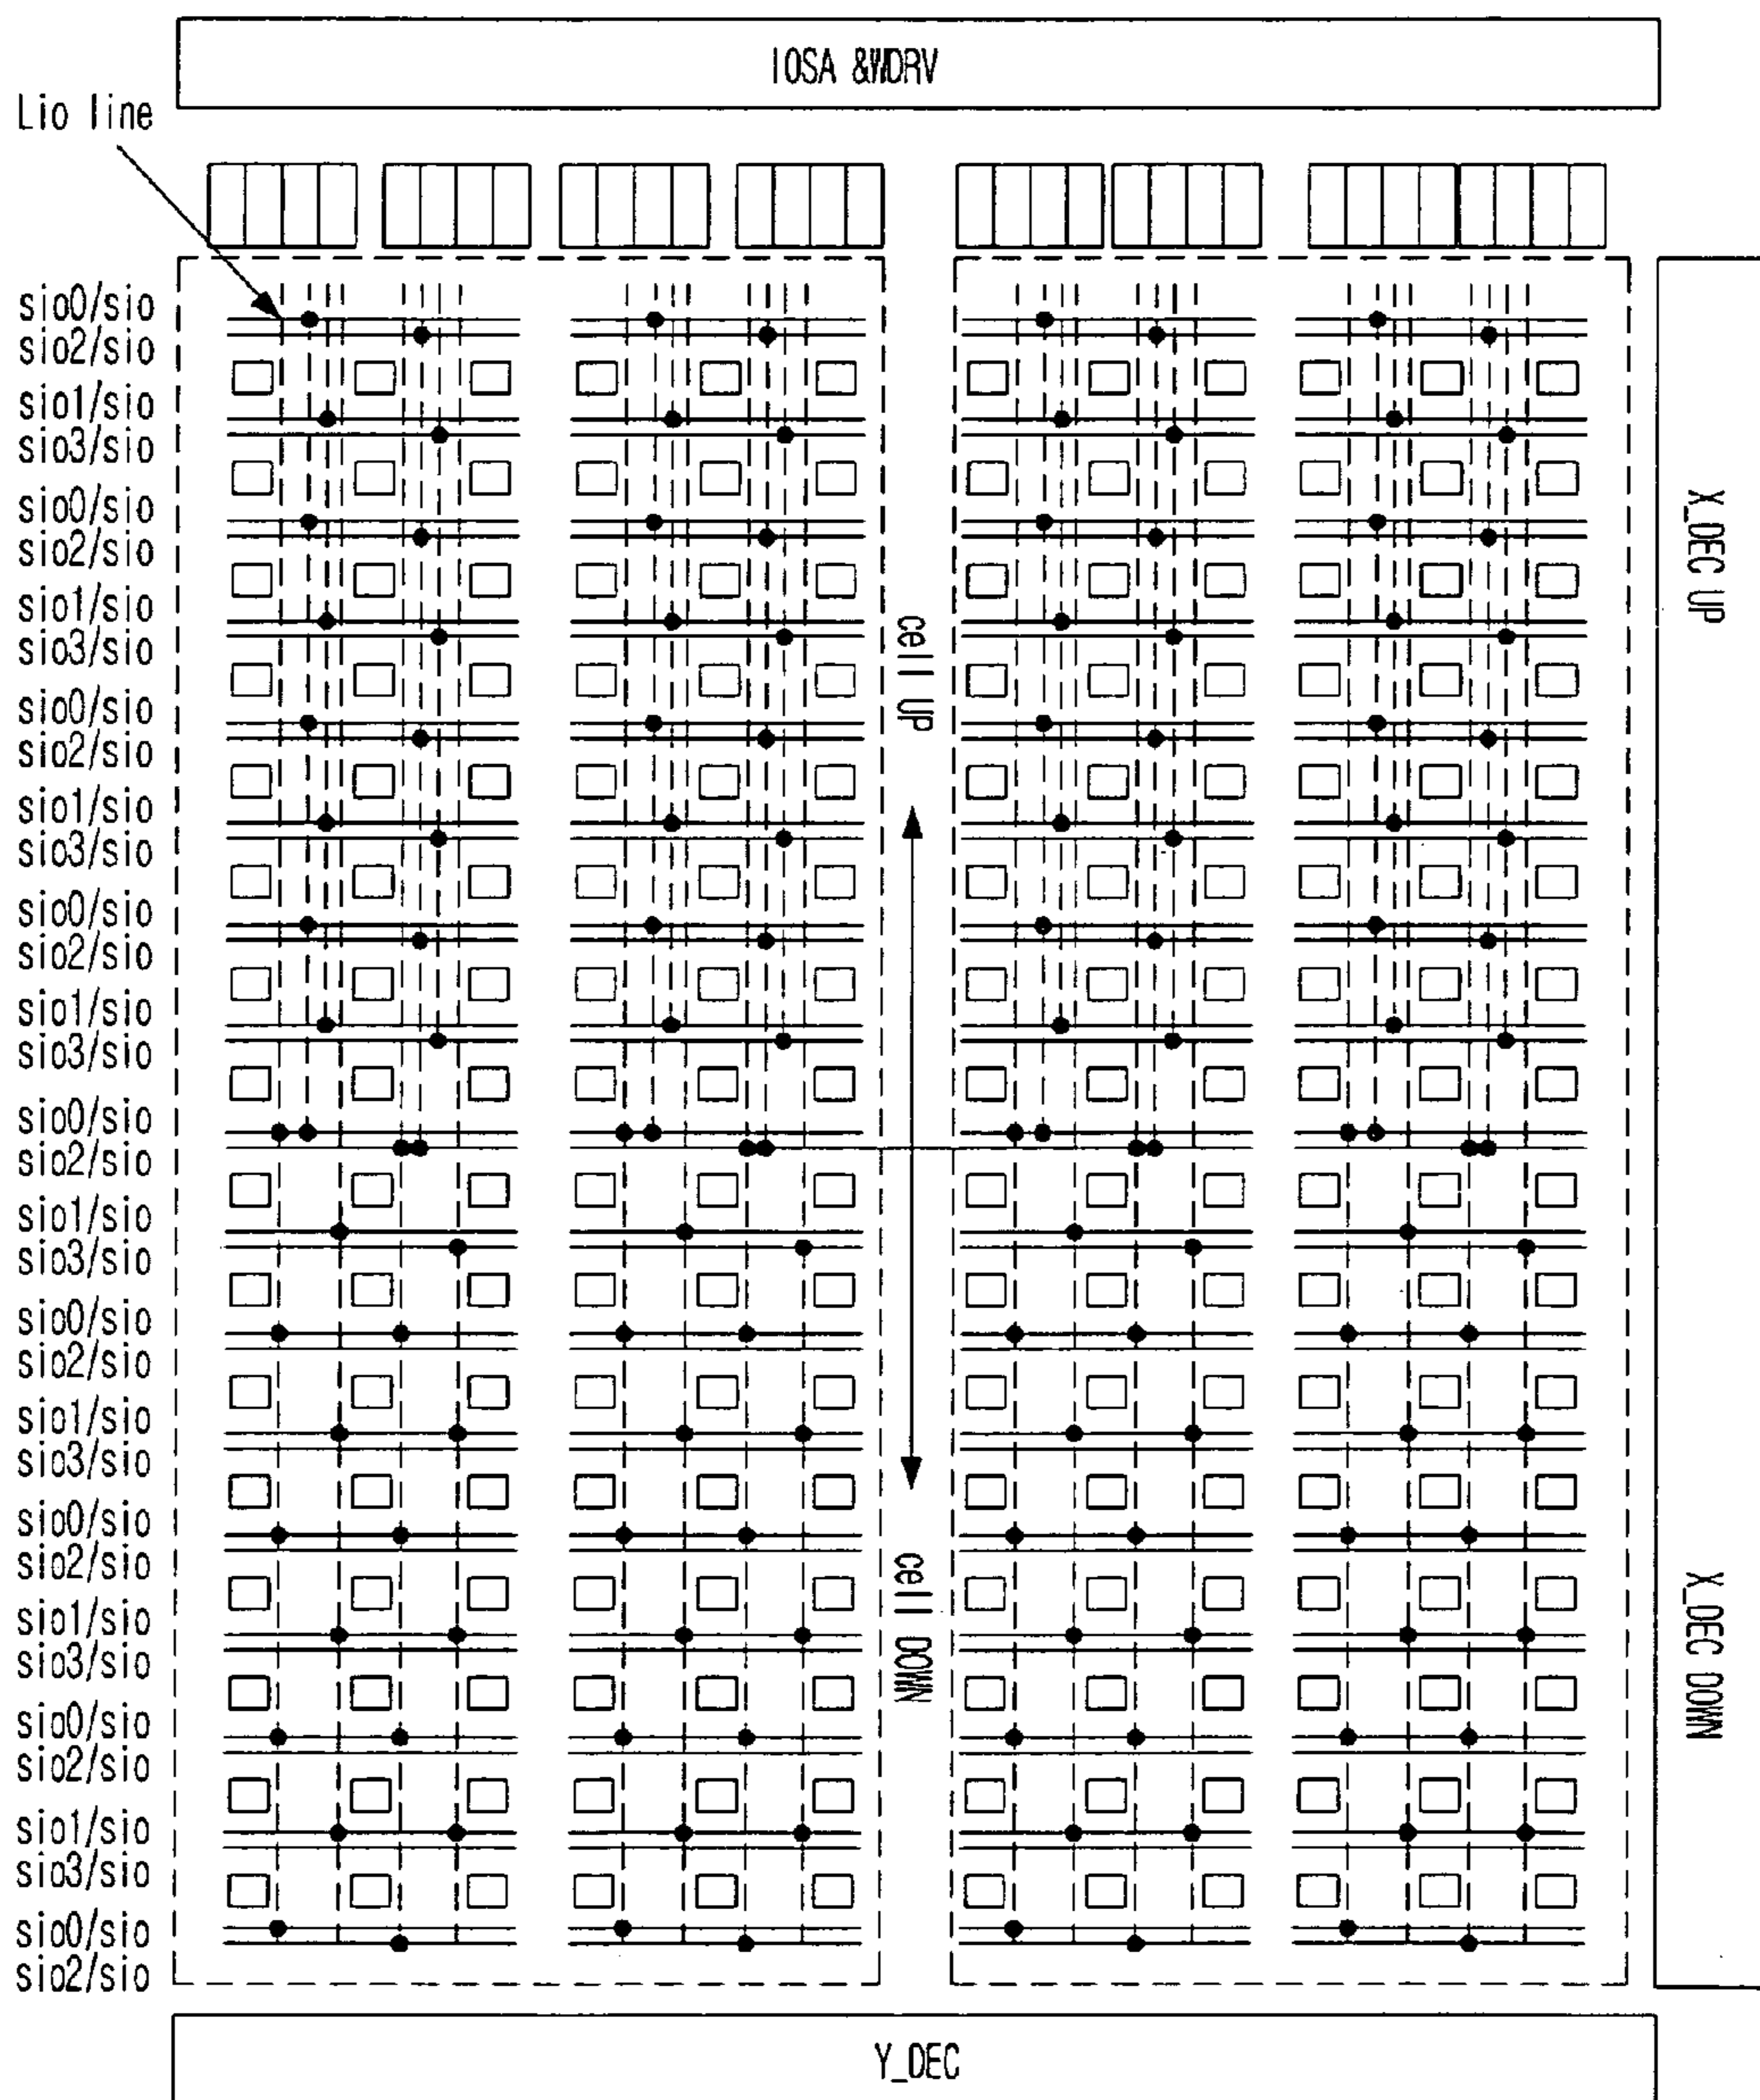 IOSA &WDRV
Lio line
sio0/sio
sio2/sio
sio1/sio
sio3/sio
sio0/sio
sio2/sio
sio1/sio
sio3/sio
sio0/sio
sio2/sio
sio1/sio
sio3/sio
sio0/sio
sio2/sio
sio1/sio
sio3/sio
sio0/sio
sio2/sio
sio1/sio
sio3/sio
sio0/sio
sio2/sio
sio1/sio
sio3/sio
sio0/sio
sio2/sio
sio1/sio
sio3/sio
sio0/sio
sio2/sio
sio1/sio
sio3/sio
sio0/sio
sio2/sio
cell UP
cell DOWN
X_DEC UP
X_DEC DOWN
Y_DEC